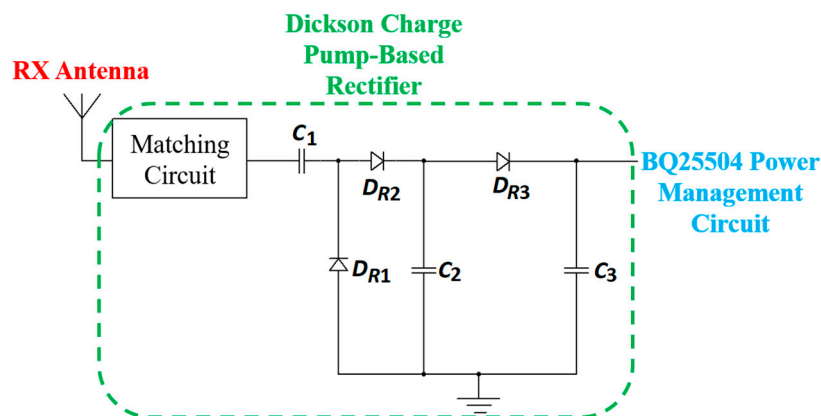 Dickson Charge
Pump-Based
Rectifier
RX Antenna
Matching
Circuit
C1
DR2
DR3
BQ25504 Power
Management
Circuit
DR1
C2
C3